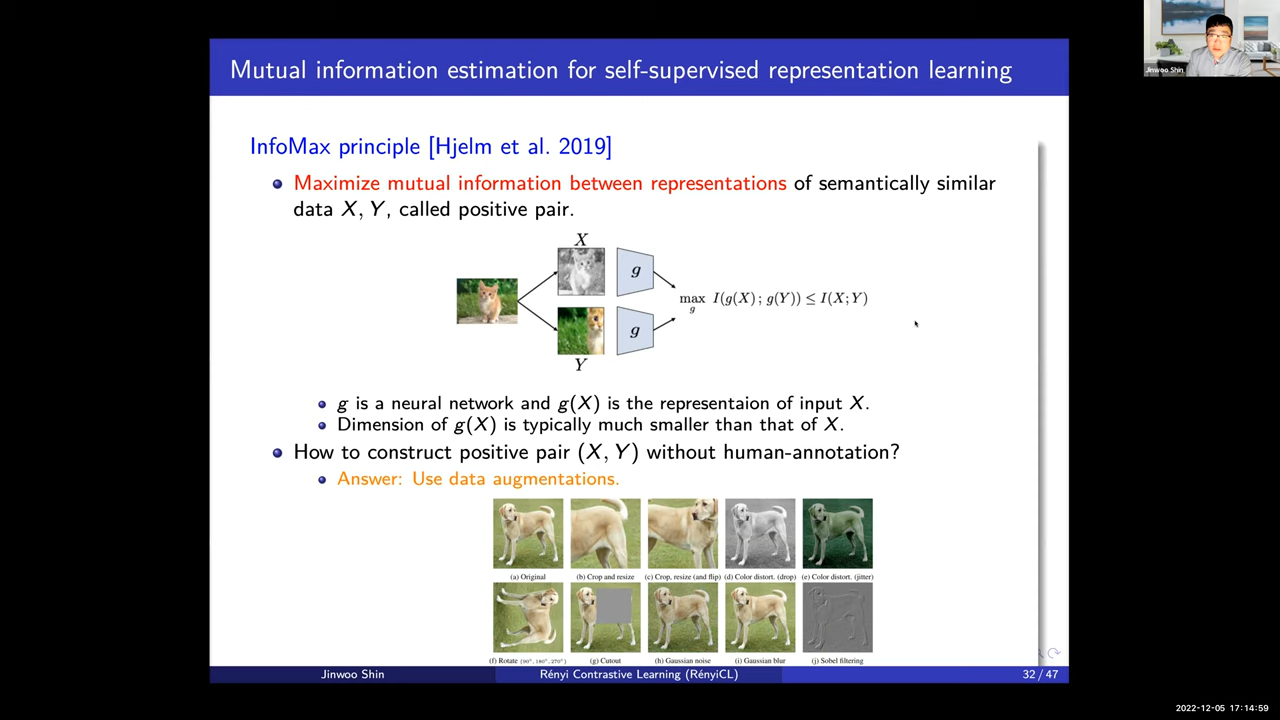 Mutual information estimation for self-supervised representation learning
Jinwoo Shin
InfoMax principle [Hjelm et al. 2019]
Maximize mutual information between representations of semantically similar
data X, Y, called positive pair.
X
g
max g I(g(X); g(Y)) ≤ I(X;Y)
g
Y
g is a neural network and g(X) is the representaion of input X.
Dimension of g(X) is typically much smaller than that of X.
How to construct positive pair (X, Y) without human-annotation?
Answer: Use data augmentations.
(a) Original (b) Crop and resize (c) Crop, resize (and flip) (d) Color distort. (drop) (e) Color distort. (jitter)
(f) Rotate {90°, 180°, 270°} (g) Cutout (h) Gaussian noise (i) Gaussian blur (j) Sobel filtering
Jinwoo Shin Rényi Contrastive Learning (RényiCL) 32 / 47
2022-12-05 17:14:59